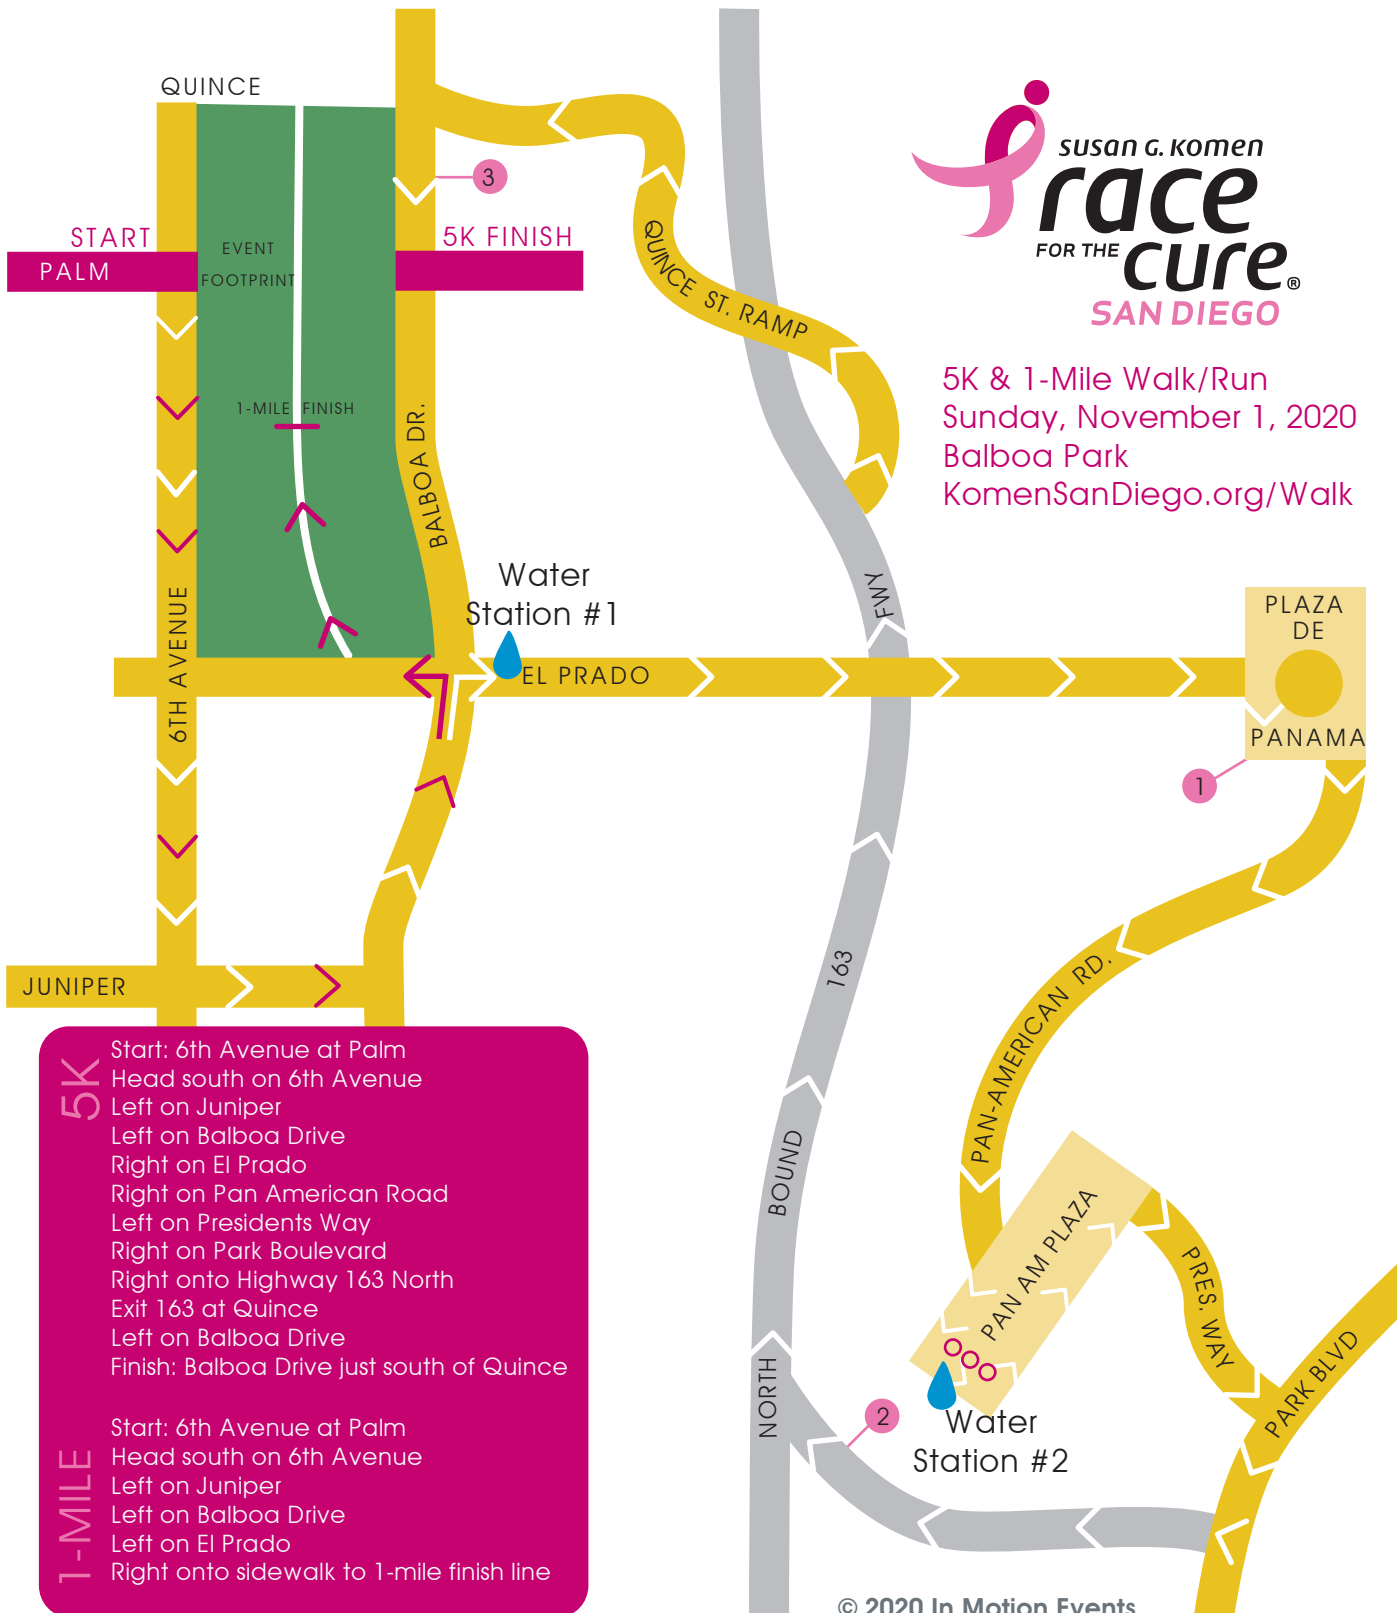 QUINCE
3
START
5K FINISH
PALM
EVENT
FOOTPRINT
1-MILE FINISH
BALBOA DR.
QUINCE ST. RAMP
susan g. komen
race
FOR THE
cure®
SAN DIEGO
5K & 1-Mile Walk/Run
Sunday, November 1, 2020
Balboa Park
KomenSanDiego.org/Walk
Water
Station #1
6TH AVENUE
EL PRADO
FWY
PLAZA
DE
PANAMA
1
163
BOUND
NORTH
JUNIPER
PAN-AMERICAN RD.
PAN AM PLAZA
PRES. WAY
PARK BLVD
2
Water
Station #2
5K
Start: 6th Avenue at Palm
Head south on 6th Avenue
Left on Juniper
Left on Balboa Drive
Right on El Prado
Right on Pan American Road
Left on Presidents Way
Right on Park Boulevard
Right onto Highway 163 North
Exit 163 at Quince
Left on Balboa Drive
Finish: Balboa Drive just south of Quince
1-MILE
Start: 6th Avenue at Palm
Head south on 6th Avenue
Left on Juniper
Left on Balboa Drive
Left on El Prado
Right onto sidewalk to 1-mile finish line
© 2020 In Motion Events